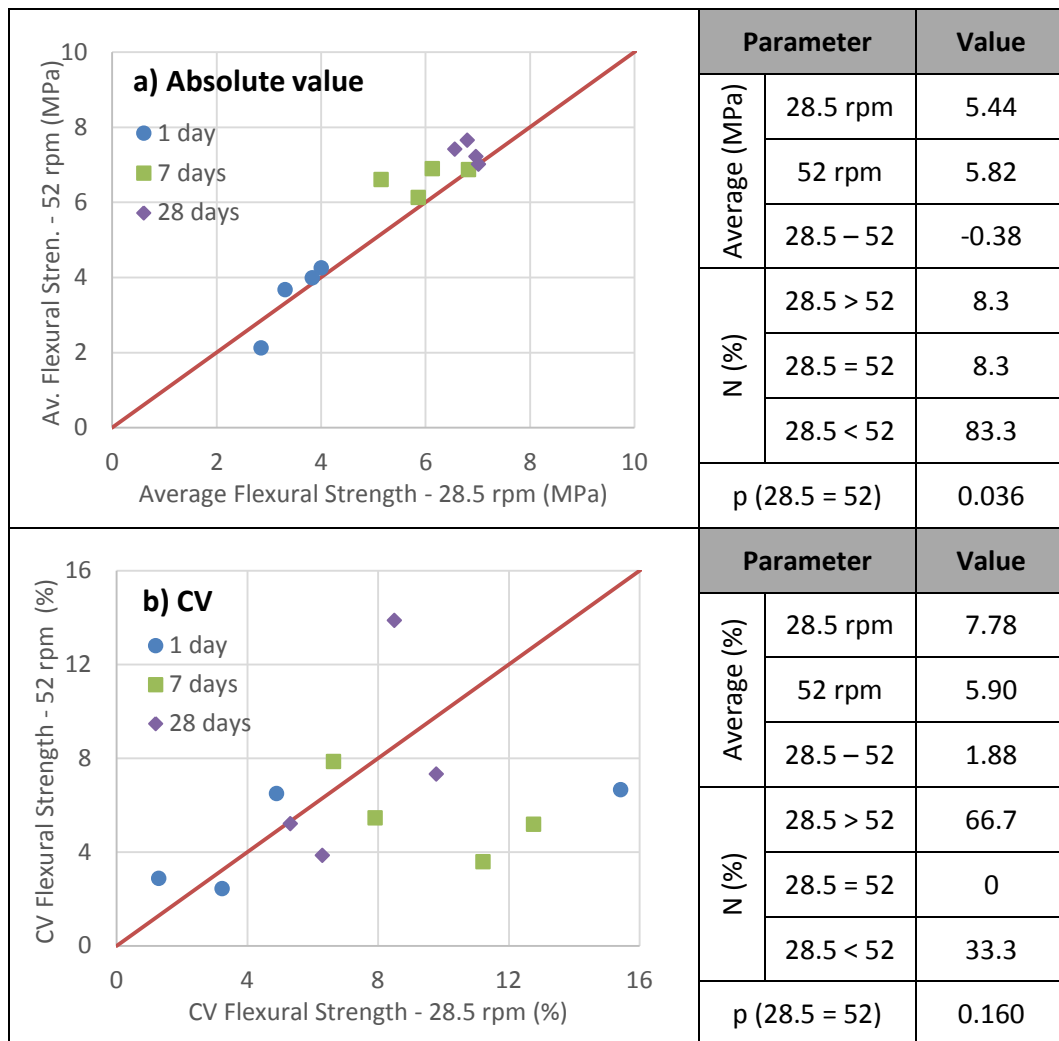 a) Absolute value
1 day
7 days
28 days
10
8
6
4
2
0
0 2 4 6 8 10
Av. Flexural Stren. - 52 rpm (MPa)
Average Flexural Strength - 28.5 rpm (MPa)
Parameter Value
Average (MPa)
28.5 rpm 5.44
52 rpm 5.82
28.5 – 52 -0.38
N (%)
28.5 > 52 8.3
28.5 = 52 8.3
28.5 < 52 83.3
p (28.5 = 52) 0.036
b) CV
1 day
7 days
28 days
16
12
8
4
0
0 4 8 12 16
CV Flexural Strength - 52 rpm (%)
CV Flexural Strength - 28.5 rpm (%)
Parameter Value
Average (%)
28.5 rpm 7.78
52 rpm 5.90
28.5 – 52 1.88
N (%)
28.5 > 52 66.7
28.5 = 52 0
28.5 < 52 33.3
p (28.5 = 52) 0.160